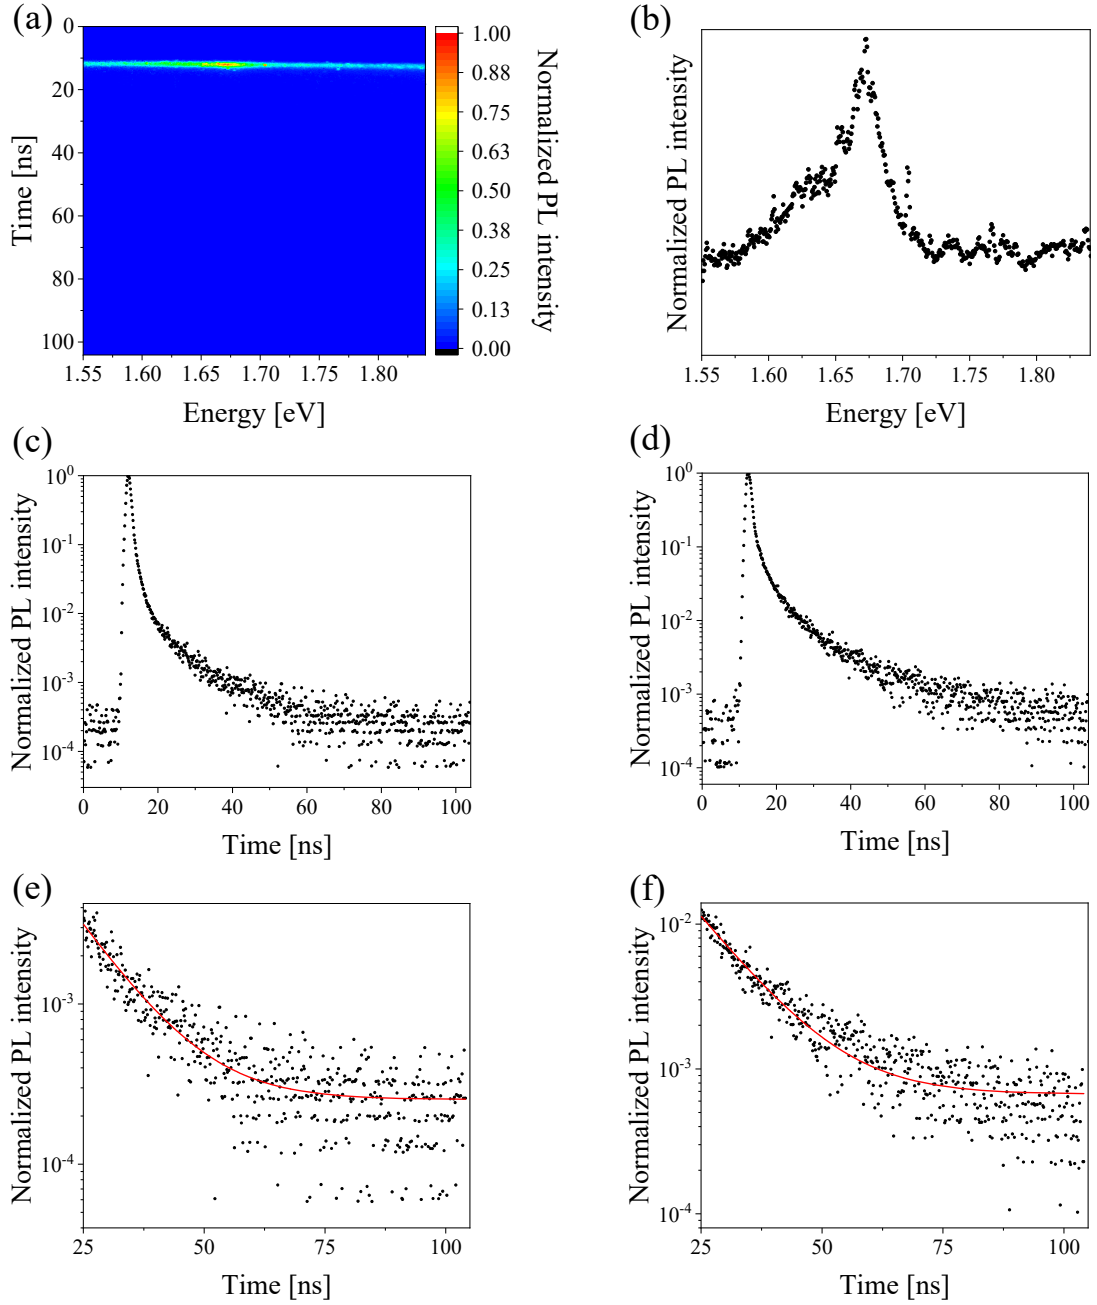 (a)
0
20
40
60
80
100
Time [ns]
1.55 1.60 1.65 1.70 1.75 1.80
Energy [eV]
1.00
0.88
0.75
0.63
0.50
0.38
0.25
0.13
0.00
Normalized PL intensity
(b)
Normalized PL intensity
1.55 1.60 1.65 1.70 1.75 1.80
Energy [eV]
(c)
Normalized PL intensity
10^0
10^-1
10^-2
10^-3
10^-4
0 20 40 60 80 100
Time [ns]
(d)
Normalized PL intensity
10^0
10^-1
10^-2
10^-3
10^-4
0 20 40 60 80 100
Time [ns]
(e)
Normalized PL intensity
10^-3
10^-4
25 50 75 100
Time [ns]
(f)
Normalized PL intensity
10^-2
10^-3
10^-4
25 50 75 100
Time [ns]